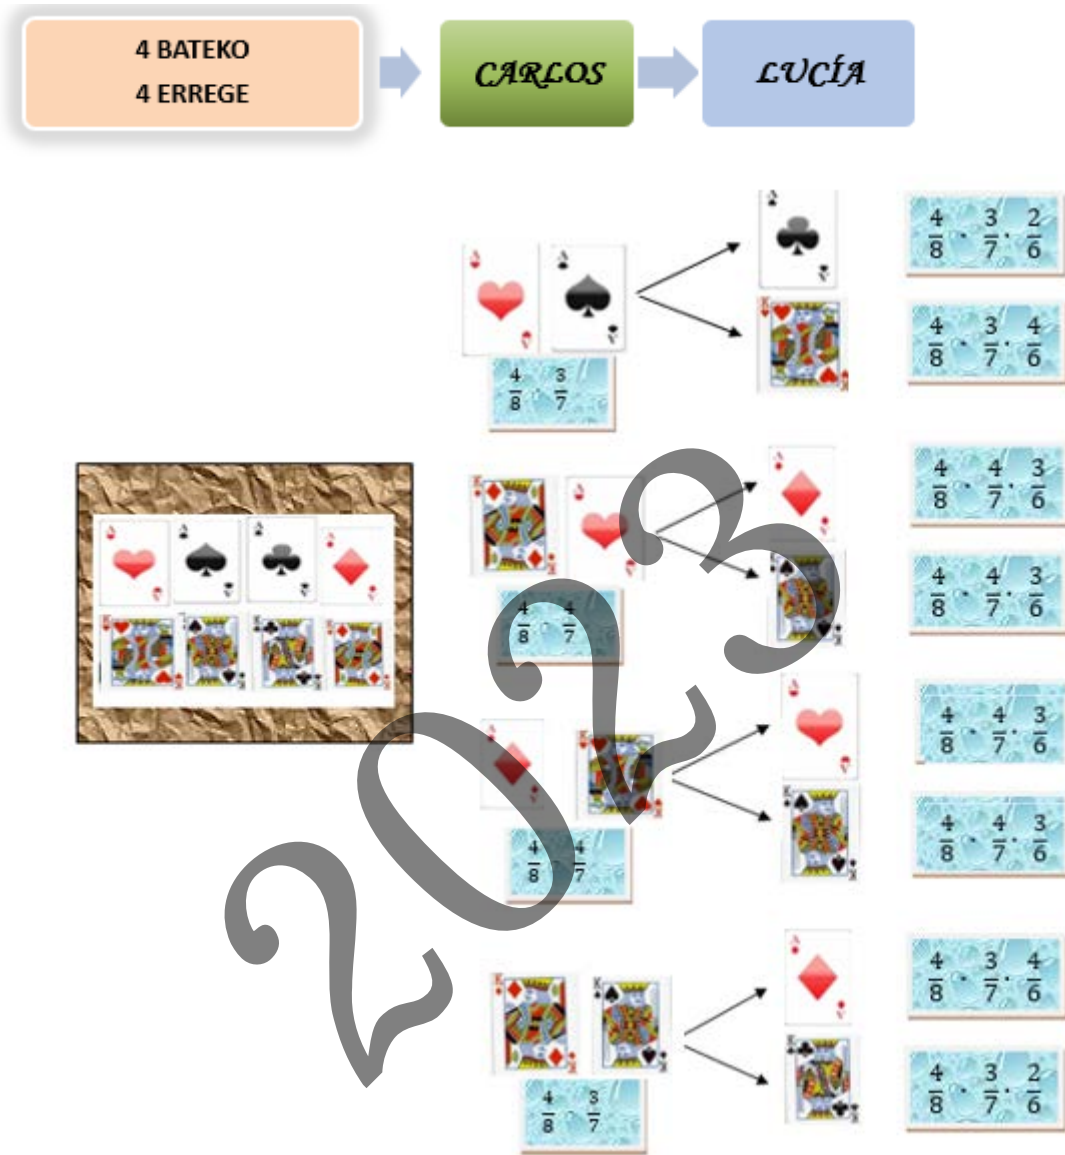 4 BATEKO
4 ERREGE
CARLOS
LUCÍA
4/8 · 3/7 · 2/6
4/8 · 3/7 · 4/6
4/8 3/7
4/8 · 4/7 · 3/6
4/8 · 4/7 · 3/6
4/8 · 4/7
4/8 · 4/7 · 3/6
4/8 · 4/7 · 3/6
4/8 4/7
4/8 · 3/7 · 4/6
4/8 · 3/7 · 2/6
4/8 · 3/7
2023